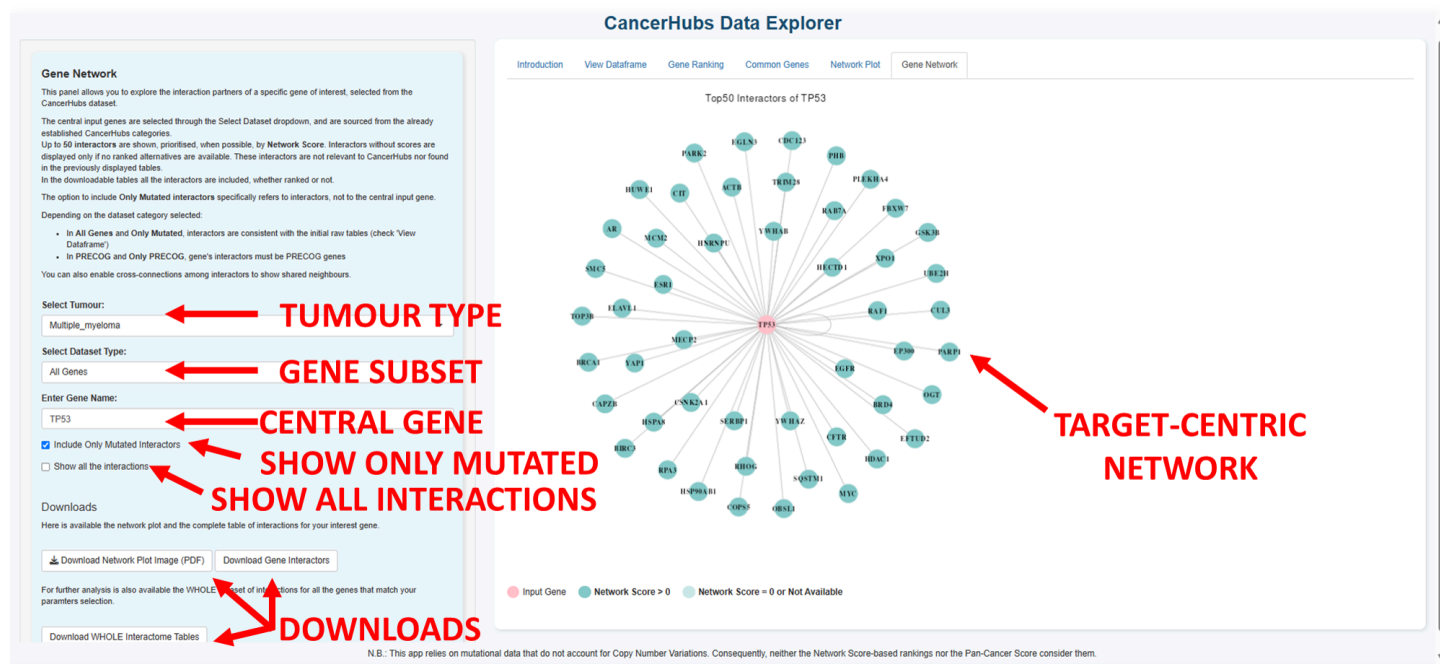 CancerHubs Data Explorer
Gene Network
This panel allows you to explore the interaction partners of a specific gene of interest, selected from the
CancerHubs dataset.
The central input genes are selected through the Select Dataset dropdown, and are sourced from the already
established CancerHubs categories.
Up to 50 interactors are shown, prioritised, when possible, by Network Score. Interactors without scores are
displayed only if no ranked alternatives are available. These interactors are not relevant to CancerHubs nor found
in the previously displayed tables.
In the downloadable tables all the interactors are included, whether ranked or not.
The option to include Only Mutated interactors specifically refers to interactors, not to the central input gene.
Depending on the dataset category selected:
• In All Genes and Only Mutated, interactors are consistent with the initial raw tables (check 'View
Dataframe')
• In PRECOG and Only PRECOG, gene's interactors must be PRECOG genes
You can also enable cross-connections among interactors to show shared neighbours.
Select Tumour:
Multiple_myeloma
TUMOUR TYPE
Select Dataset Type:
All Genes
GENE SUBSET
Enter Gene Name:
TP53
CENTRAL GENE
Include Only Mutated Interactors
SHOW ONLY MUTATED
Show all the interactions
SHOW ALL INTERACTIONS
Downloads
Here is available the network plot and the complete table of interactions for your interest gene.
Download Network Plot Image (PDF) Download Gene Interactors
For further analysis is also available the WHOLE of interactions for all the genes that match your
paramters selection.
DOWNLOADS
Download WHOLE Interactome Tables
Introduction View Dataframe Gene Ranking Common Genes Network Plot Gene Network
Top50 Interactors of TP53
EGLN3 CDC123
PARK2 PHB
HUWE1 CIT ACTB TRIM28 PLEKHA4
RAB7A FBXW7
AR MCM2 HNRNPU YWHAB GSK3B
SMC5 HECTD1 XPO1 UBE2H
ESR1
TOP3B ELAVL1 RAF1 CUL3
TP53
MECP2 EP300 PARP1
BRCA1 YAP1 EGFR
CAPZB CSNK2A1 BRD4 OGT
HSPA8 SERBP1 YWHAZ
BIRC3 CFTR EFTUD2
RPA3 RHOG HDAC1
HSP90AB1 SQSTM1 MYC
COPS5 OBSL1
TARGET-CENTRIC
NETWORK
Input Gene Network Score > 0 Network Score = 0 or Not Available
N.B.: This app relies on mutational data that do not account for Copy Number Variations. Consequently, neither the Network Score-based rankings nor the Pan-Cancer Score consider them.